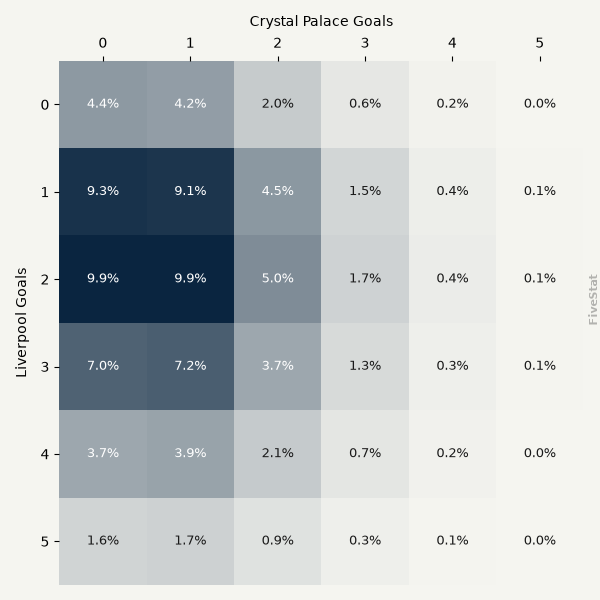 Crystal Palace Goals
0 1 2 3 4 5
Liverpool Goals
0 4.4% 4.2% 2.0% 0.6% 0.2% 0.0%
1 9.3% 9.1% 4.5% 1.5% 0.4% 0.1%
2 9.9% 9.9% 5.0% 1.7% 0.4% 0.1%
3 7.0% 7.2% 3.7% 1.3% 0.3% 0.1%
4 3.7% 3.9% 2.1% 0.7% 0.2% 0.0%
5 1.6% 1.7% 0.9% 0.3% 0.1% 0.0%
FiveStat